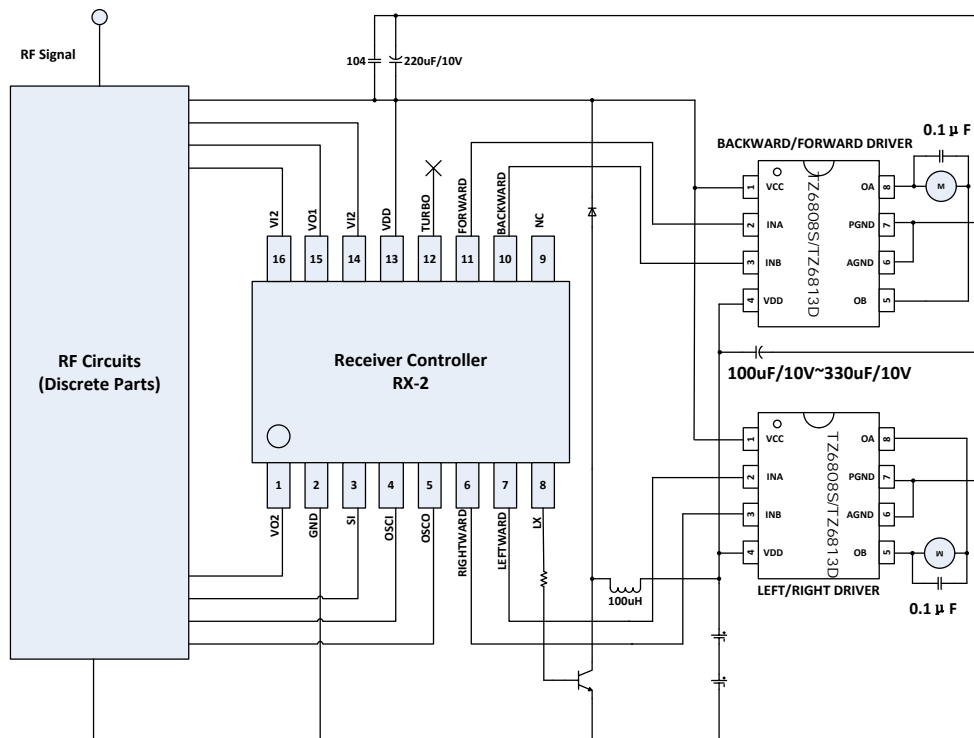 RF Signal
104
220uF/10V
0.1μF
BACKWARD/FORWARD DRIVER
VI2
VO1
VI2
VDD
TURBO
FORWARD
BACKWARD
NC
16
15
14
13
12
11
10
9
1
VCC
OA
8
M
2
INA
PGND
7
3
INB
AGND
6
4
VDD
OB
5
TZ6808S/TZ6813D
RF Circuits
(Discrete Parts)
Receiver Controller
RX-2
100uF/10V~330uF/10V
1
VCC
OA
8
2
INA
PGND
7
3
INB
AGND
6
4
VDD
OB
5
M
TZ6808S/TZ6813D
LEFT/RIGHT DRIVER
0.1μF
1
2
3
4
5
6
7
8
VO2
GND
SI
OSCI
OSCO
RIGHTWARD
LEFTWARD
LX
100uH